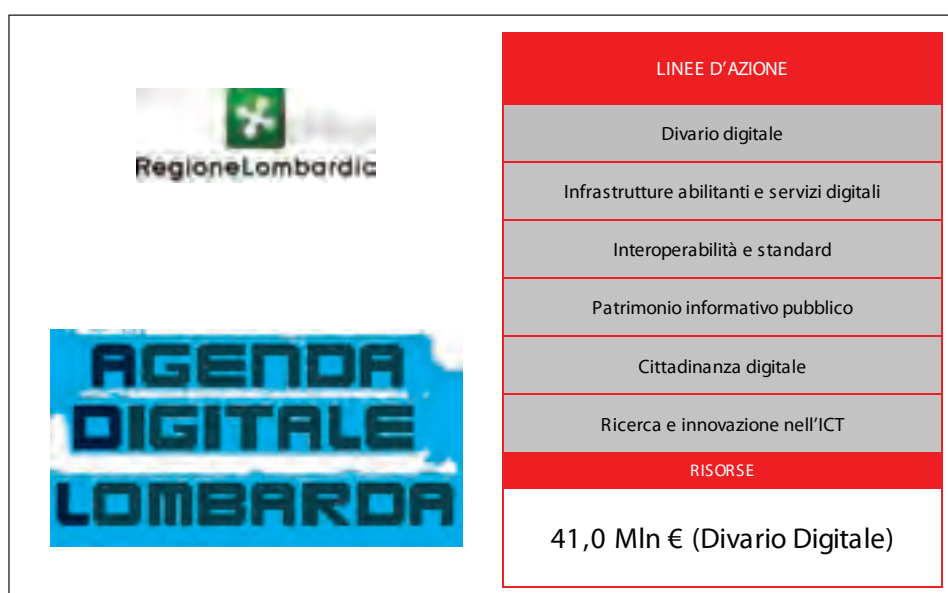 RegioneLombardia
AGENDA
DIGITALE
LOMBARDA
LINEE D'AZIONE
Divario digitale
Infrastrutture abilitanti e servizi digitali
Interoperabilità e standard
Patrimonio informativo pubblico
Cittadinanza digitale
Ricerca e innovazione nell'ICT
RISORSE
41,0 Mln € (Divario Digitale)